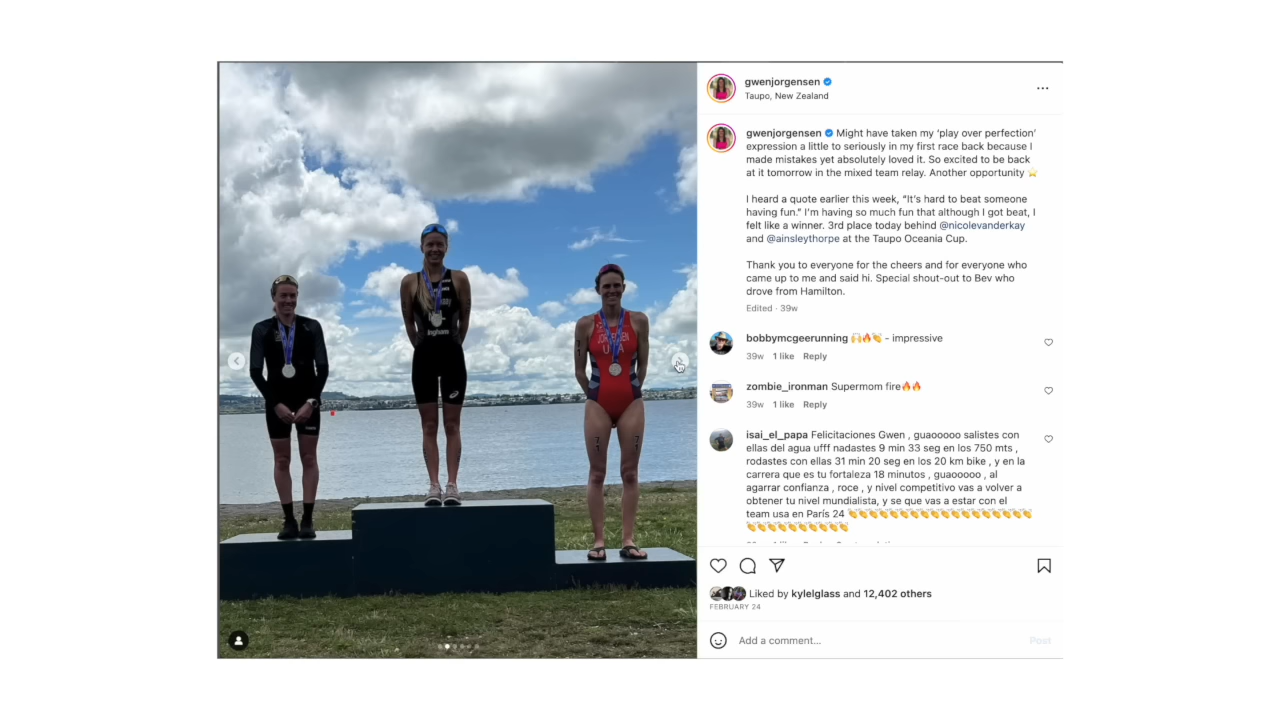 gwenjorgensen
Taupo, New Zealand
gwenjorgensen Might have taken my ‘play over perfection’
expression a little to seriously in my first race back because I
made mistakes yet absolutely loved it. So excited to be back
at it tomorrow in the mixed team relay. Another opportunity ⭐
I heard a quote earlier this week, “It’s hard to beat someone
having fun.” I’m having so much fun that although I got beat, I
felt like a winner. 3rd place today behind @nicolevanderkay
and @ainsleythorpe at the Taupo Oceania Cup.
Thank you to everyone for the cheers and for everyone who
came up to me and said hi. Special shout-out to Bev who
drove from Hamilton.
Edited · 39w
bobbymcgeerunning 🙌🔥👏 - impressive
39w 1 like Reply
zombie_ironman Supermom fire🔥🔥
39w 1 like Reply
isai_el_papa Felicitaciones Gwen , guaooooo salistes con
ellas del agua ufff nadastes 9 min 33 seg en los 750 mts ,
rodastes con ellas 31 min 20 seg en los 20 km bike , y en la
carrera que es tu fortaleza 18 minutos , guaooooo , al
agarrar confianza , roce , y nivel competitivo vas a volver a
obtener tu nivel mundialista, y se que vas a estar con el
team usa en París 24 👏👏👏👏👏👏👏👏👏👏👏👏👏👏👏👏👏👏
👏👏👏👏👏👏👏👏👏👏
Liked by kylelglass and 12,402 others
FEBRUARY 24
Add a comment...
Post
USA